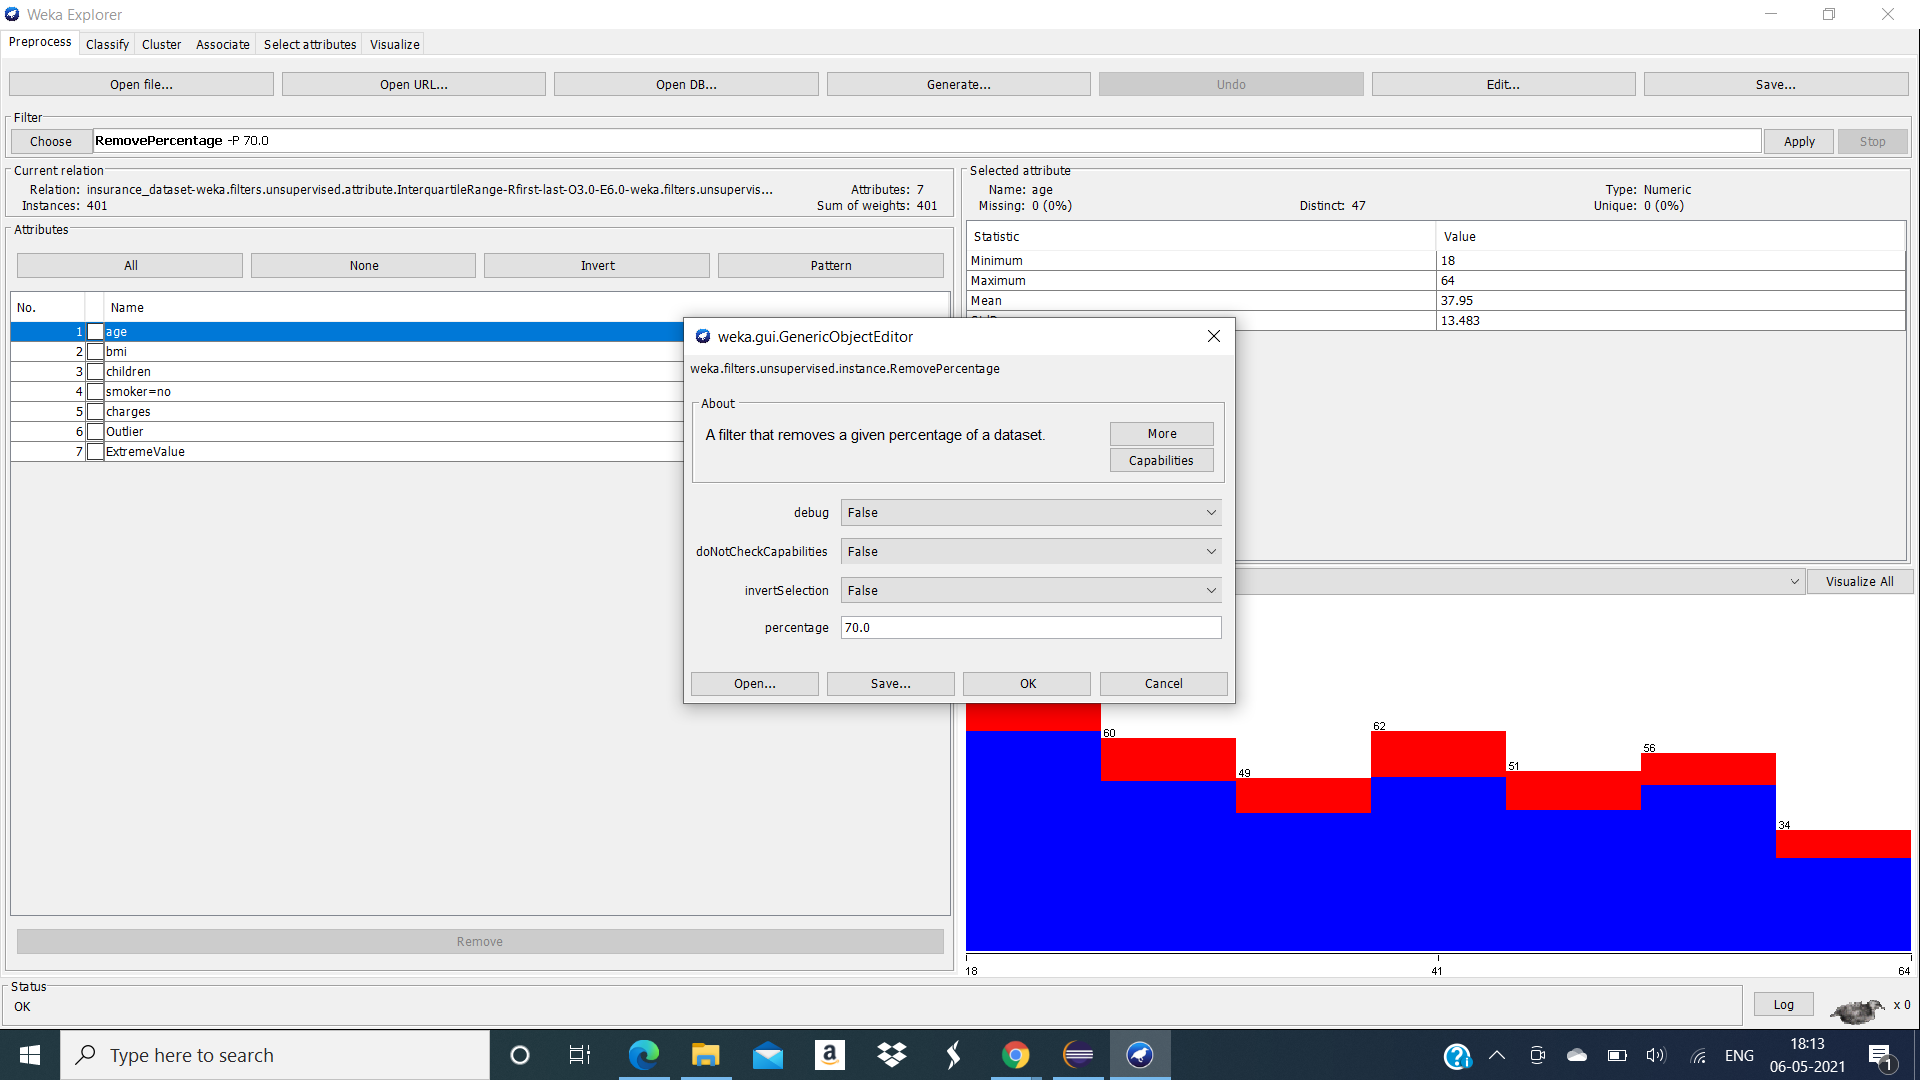 Weka Explorer
Preprocess Classify Cluster Associate Select attributes Visualize
Open file... Open URL... Open DB... Generate... Undo Edit... Save...
Filter
Choose RemovePercentage -P 70.0 Apply Stop
Current relation
Relation: insurance_dataset-weka.filters.unsupervised.attribute.InterquartileRange-Rfirst-last-O3.0-E6.0-weka.filters.unsupervis... Attributes: 7
Instances: 401 Sum of weights: 401
Selected attribute
Name: age Type: Numeric
Missing: 0 (0%) Distinct: 47 Unique: 0 (0%)
Attributes
All None Invert Pattern
No. Name
1 age
2 bmi
3 children
4 smoker=no
5 charges
6 Outlier
7 ExtremeValue
Remove
Statistic Value
Minimum 18
Maximum 64
Mean 37.95
13.483
weka.gui.GenericObjectEditor
weka.filters.unsupervised.instance.RemovePercentage
About
A filter that removes a given percentage of a dataset.
More
Capabilities
debug False
doNotCheckCapabilities False
invertSelection False
percentage 70.0
Open... Save... OK Cancel
Visualize All
60
49
62
51
56
34
18 41 64
Status
OK
Log x 0
Type here to search
a
ENG
18:13
06-05-2021
1